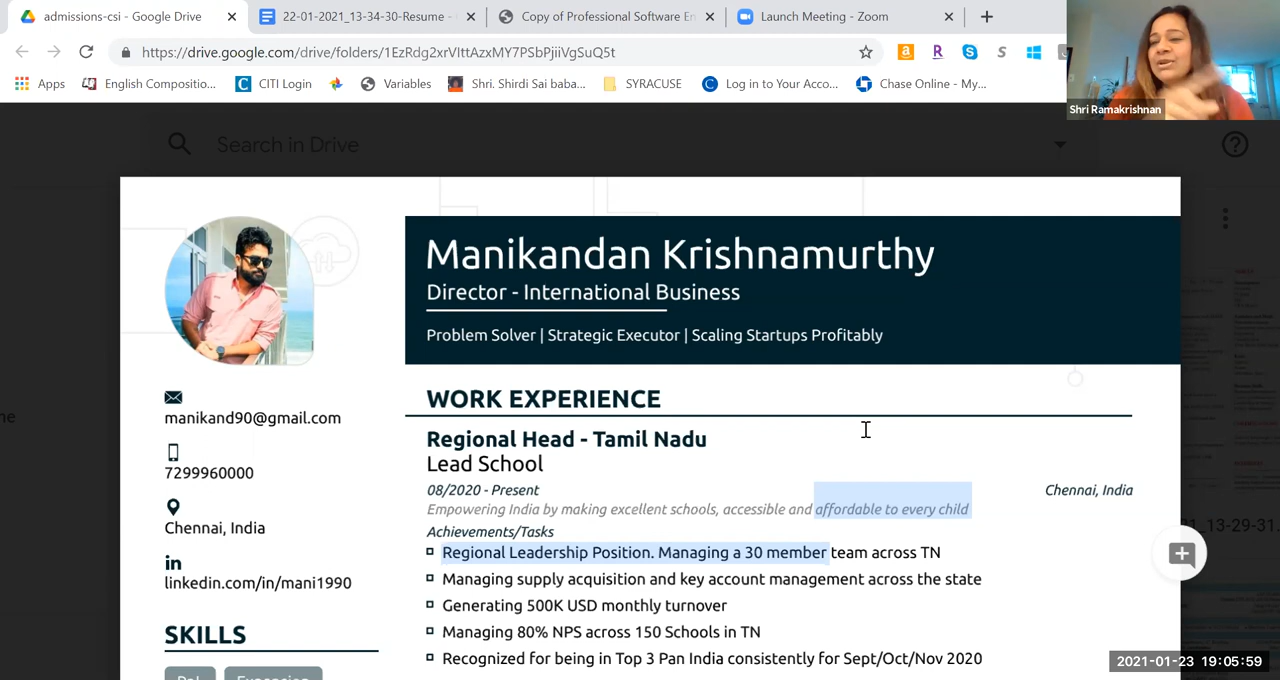 admissions-csi - Google Drive
22-01-2021_13-34-30-Resume -
Copy of Professional Software En
Launch Meeting - Zoom
https://drive.google.com/drive/folders/1EzRdg2xrVIttAzxMY7PSbPjiiVgSuQ5t
Apps
English Compositio...
CITI Login
Variables
Shri. Shirdi Sai baba...
SYRACUSE
Log in to Your Acco...
Chase Online - My...
Shri Ramakrishnan
Search in Drive
Manikandan Krishnamurthy
Director - International Business
Problem Solver | Strategic Executor | Scaling Startups Profitably
manikand90@gmail.com
7299960000
Chennai, India
linkedin.com/in/mani1990
SKILLS
WORK EXPERIENCE
Regional Head - Tamil Nadu
Lead School
08/2020 - Present
Chennai, India
Empowering India by making excellent schools, accessible and affordable to every child
Achievements/Tasks
Regional Leadership Position. Managing a 30 member team across TN
Managing supply acquisition and key account management across the state
Generating 500K USD monthly turnover
Managing 80% NPS across 150 Schools in TN
Recognized for being in Top 3 Pan India consistently for Sept/Oct/Nov 2020
2021-01-23 19:05:59